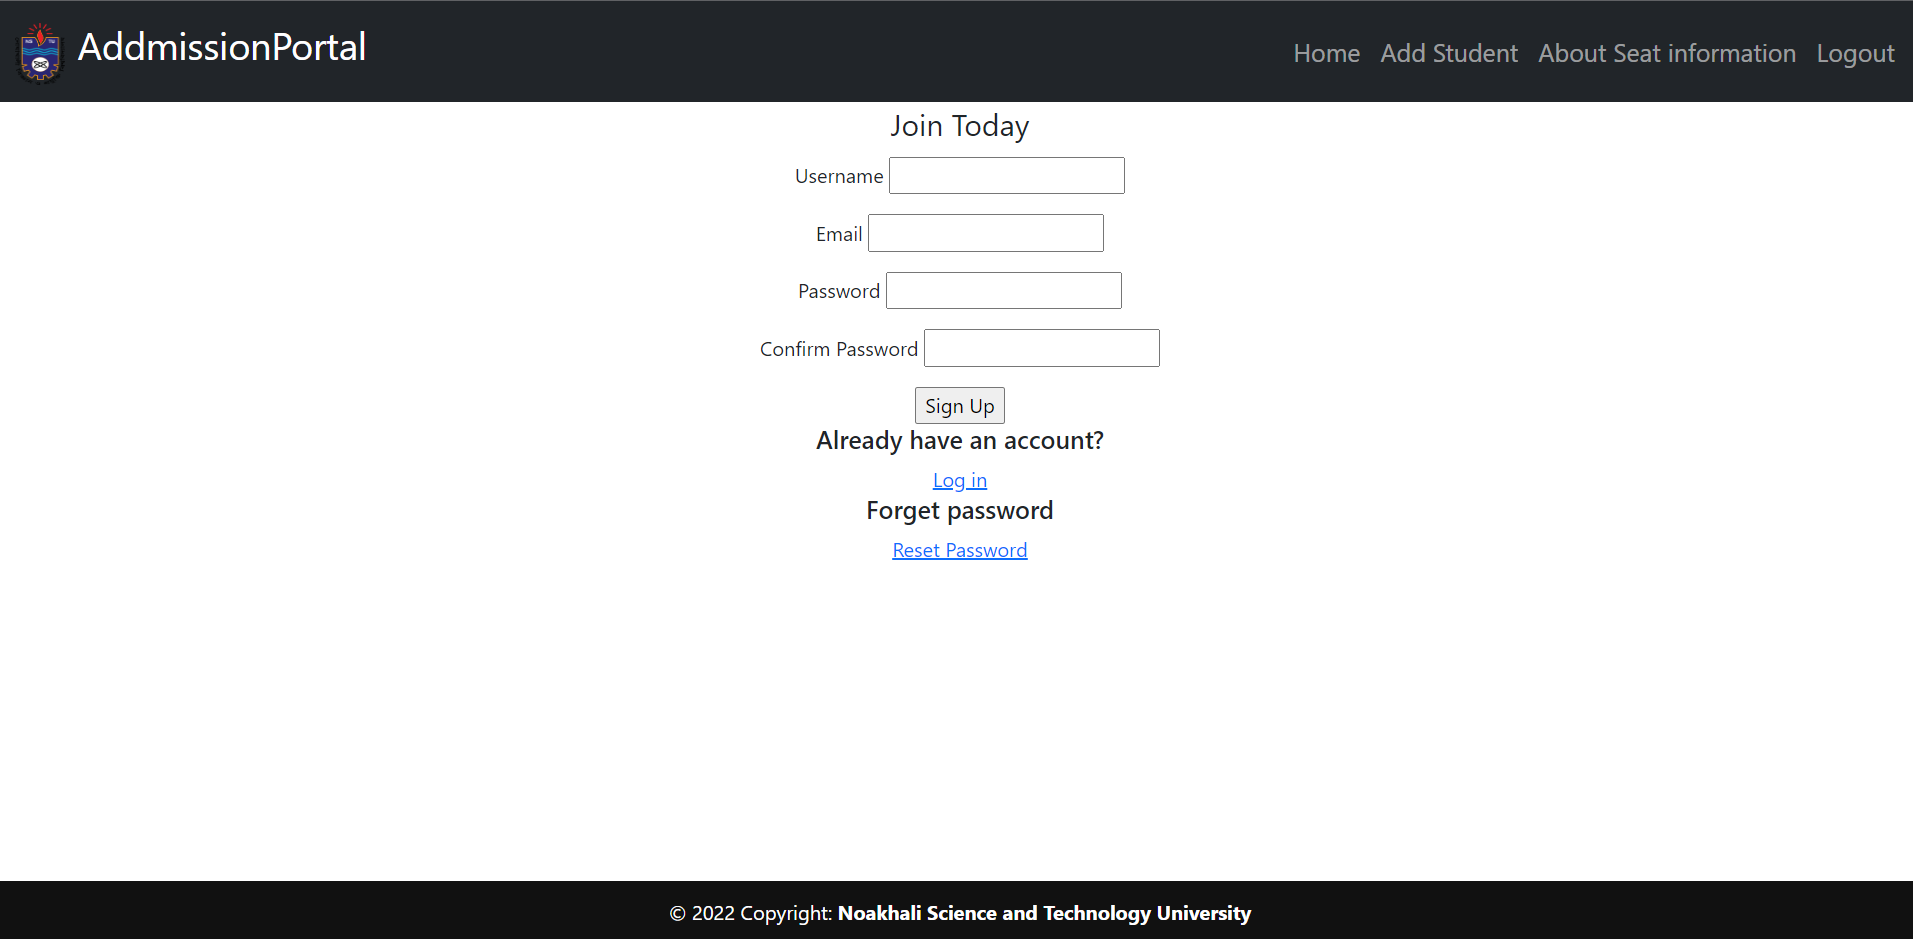 AddmissionPortal
Home Add Student About Seat information Logout
Join Today
Username
Email
Password
Confirm Password
Sign Up
Already have an account?
Log in
Forget password
Reset Password
© 2022 Copyright: Noakhali Science and Technology University